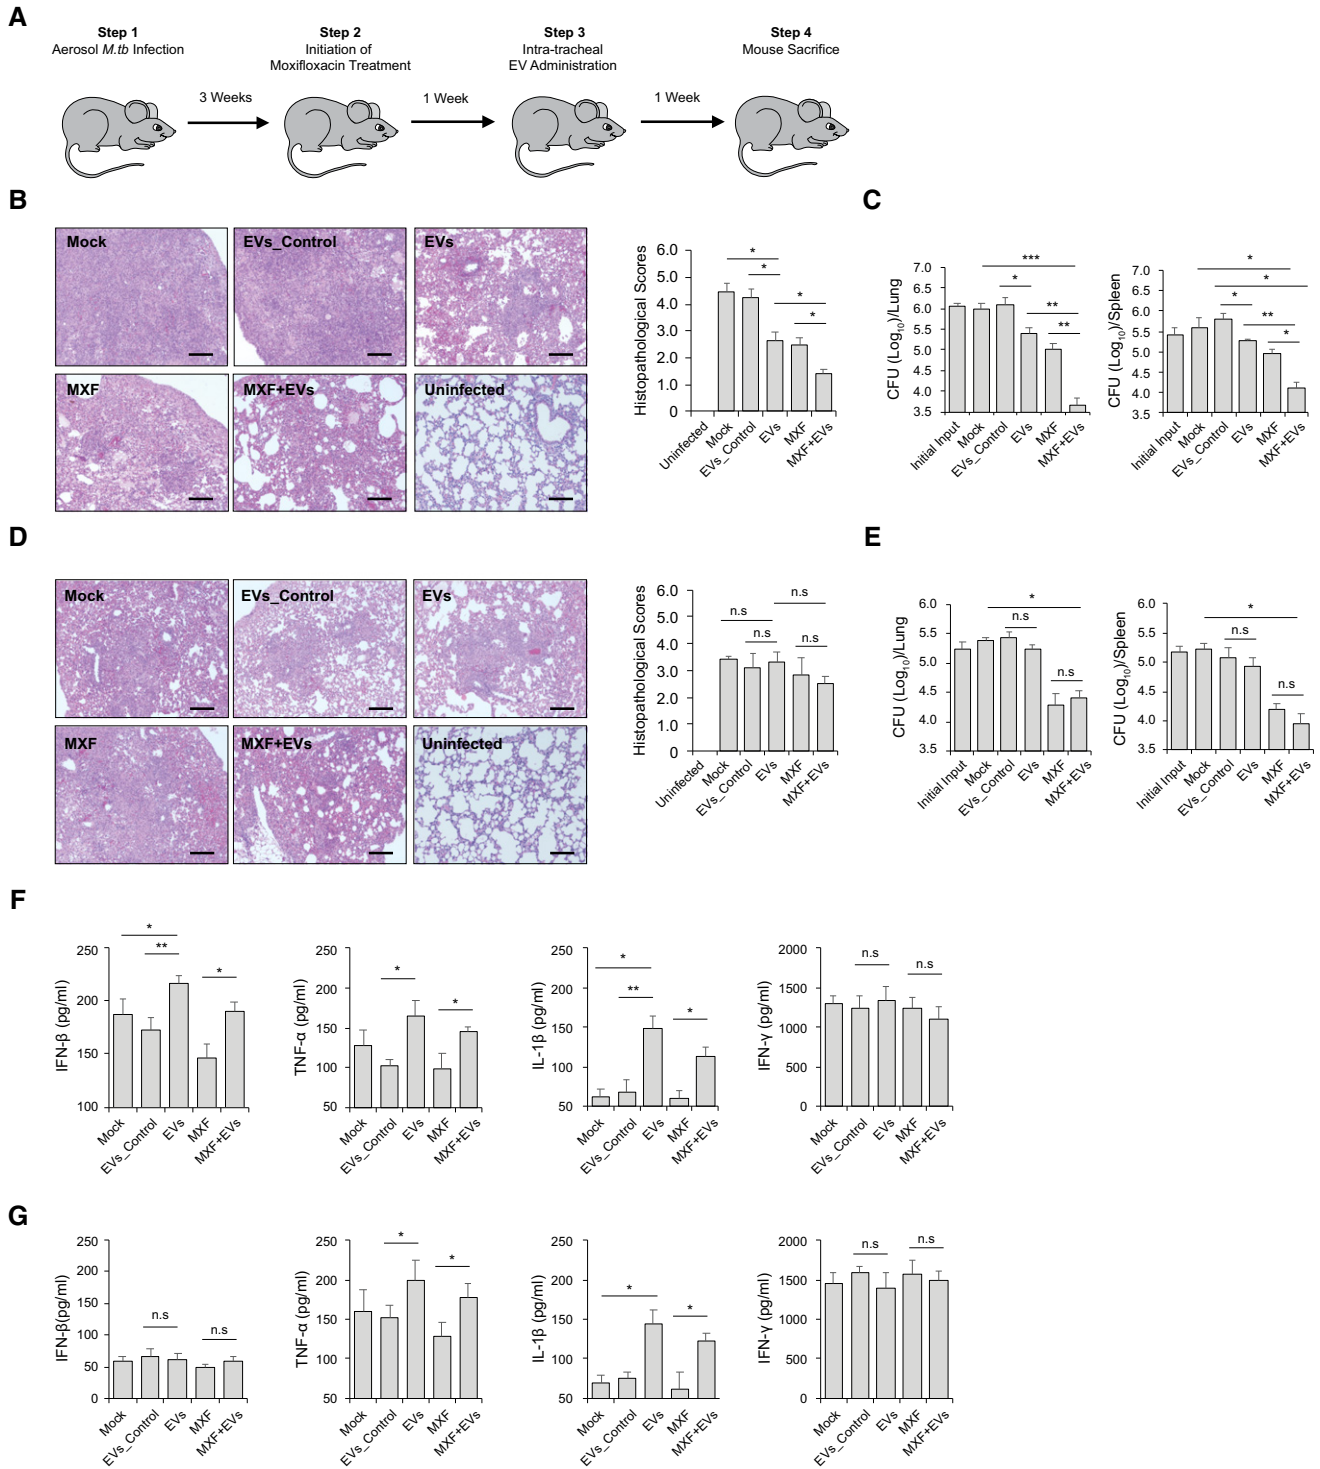 A
Step 1
Aerosol M.tb Infection
Step 2
Initiation of
Moxifloxacin Treatment
Step 3
Intra-tracheal
EV Administration
Step 4
Mouse Sacrifice
3 Weeks
1 Week
1 Week
B
Mock
EVs_Control
EVs
MXF
MXF+EVs
Uninfected
Histopathological Scores
6.0
5.0
4.0
3.0
2.0
1.0
0
* * * *
Uninfected
Mock
EVs_Control
EVs
MXF
MXF+EVs
C
CFU (Log10)/Lung
7.0
6.5
6.0
5.5
5.0
4.5
4.0
3.5
***
*
**
**
Initial Input
Mock
EVs_Control
EVs
MXF
MXF+EVs
CFU (Log10)/Spleen
7.0
6.5
6.0
5.5
5.0
4.5
4.0
3.5
*
*
*
**
*
Initial Input
Mock
EVs_Control
EVs
MXF
MXF+EVs
D
Mock
EVs_Control
EVs
MXF
MXF+EVs
Uninfected
Histopathological Scores
6.0
5.0
4.0
3.0
2.0
1.0
0
n.s
n.s
n.s
n.s
Uninfected
Mock
EVs_Control
EVs
MXF
MXF+EVs
E
CFU (Log10)/Lung
6.0
5.5
5.0
4.5
4.0
3.5
*
n.s
n.s
Initial Input
Mock
EVs_Control
EVs
MXF
MXF+EVs
CFU (Log10)/Spleen
6.0
5.5
5.0
4.5
4.0
3.5
*
n.s
n.s
Initial Input
Mock
EVs_Control
EVs
MXF
MXF+EVs
F
IFN-β (pg/ml)
250
200
150
100
*
**
*
Mock
EVs_Control
EVs
MXF
MXF+EVs
TNF-α (pg/ml)
250
200
150
100
50
*
*
Mock
EVs_Control
EVs
MXF
MXF+EVs
IL-1β (pg/ml)
250
200
150
100
50
*
**
*
Mock
EVs_Control
EVs
MXF
MXF+EVs
IFN-γ (pg/ml)
2000
1500
1000
500
0
n.s
n.s
Mock
EVs_Control
EVs
MXF
MXF+EVs
G
IFN-β(pg/ml)
250
200
150
100
50
0
n.s
n.s
Mock
EVs_Control
EVs
MXF
MXF+EVs
TNF-α (pg/ml)
250
200
150
100
50
*
*
Mock
EVs_Control
EVs
MXF
MXF+EVs
IL-1β (pg/ml)
250
200
150
100
50
*
*
Mock
EVs_Control
EVs
MXF
MXF+EVs
IFN-γ (pg/ml)
2000
1500
1000
500
0
n.s
n.s
Mock
EVs_Control
EVs
MXF
MXF+EVs